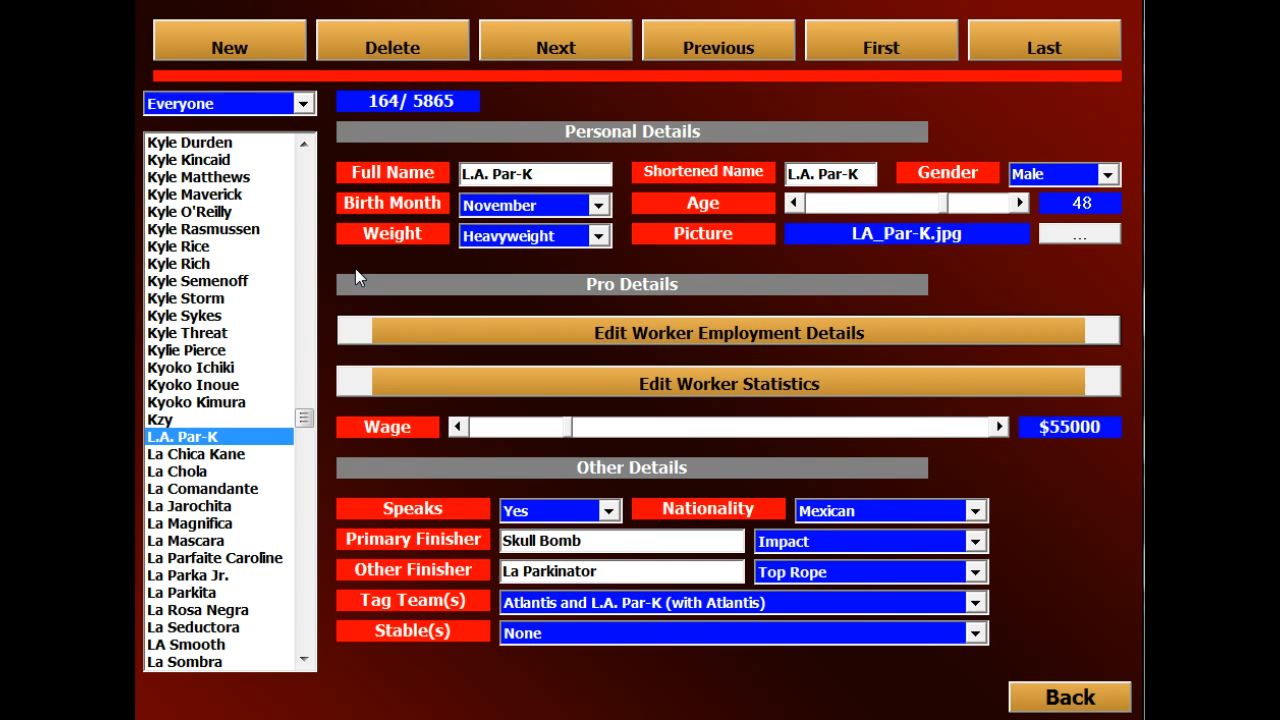 New Delete Next Previous First Last
Everyone
164/ 5865
Personal Details
Kyle Durden
Kyle Kincaid
Kyle Matthews
Kyle Maverick
Kyle O'Reilly
Kyle Rasmussen
Kyle Rice
Kyle Rich
Kyle Semenoff
Kyle Storm
Kyle Sykes
Kyle Threat
Kylie Pierce
Kyoko Ichiki
Kyoko Inoue
Kyoko Kimura
Kzy
L.A. Par-K
La Chica Kane
La Chola
La Comandante
La Jarochita
La Magnifica
La Mascara
La Parfaite Caroline
La Parka Jr.
La Parkita
La Rosa Negra
La Seductora
LA Smooth
La Sombra
Full Name L.A. Par-K Shortened Name L.A. Par-K Gender Male
Birth Month November Age 48
Weight Heavyweight Picture LA_Par-K.jpg ...
Pro Details
Edit Worker Employment Details
Edit Worker Statistics
Wage $55000
Other Details
Speaks Yes Nationality Mexican
Primary Finisher Skull Bomb Impact
Other Finisher La Parkinator Top Rope
Tag Team(s) Atlantis and L.A. Par-K (with Atlantis)
Stable(s) None
Back